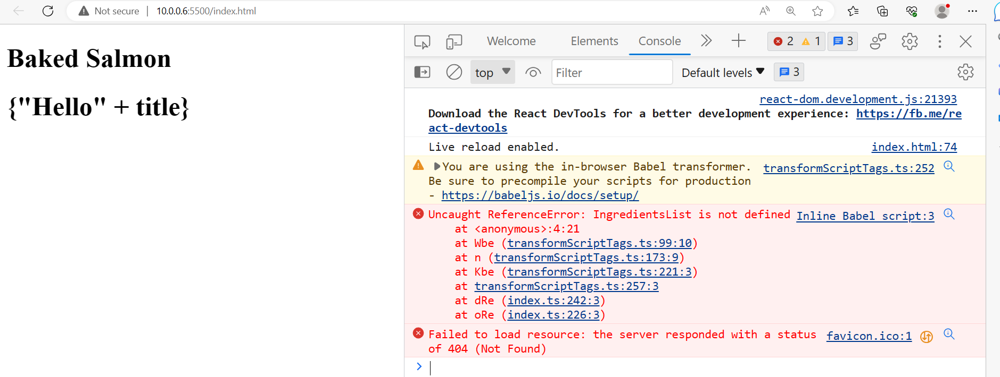 Not secure | 10.0.0.6:5500/index.html
Baked Salmon
{"Hello" + title}
Welcome Elements Console 2 1 3
top Filter Default levels 3
react-dom.development.js:21393
Download the React DevTools for a better development experience: https://fb.me/re
act-devtools
Live reload enabled. index.html:74
You are using the in-browser Babel transformer. transformScriptTags.ts:252
Be sure to precompile your scripts for production
- https://babeljs.io/docs/setup/
Uncaught ReferenceError: IngredientsList is not defined Inline Babel script:3
at <anonymous>:4:21
at Wbe (transformScriptTags.ts:99:10)
at n (transformScriptTags.ts:173:9)
at Kbe (transformScriptTags.ts:221:3)
at transformScriptTags.ts:257:3
at dRe (index.ts:242:3)
at oRe (index.ts:226:3)
Failed to load resource: the server responded with a status favicon.ico:1
of 404 (Not Found)